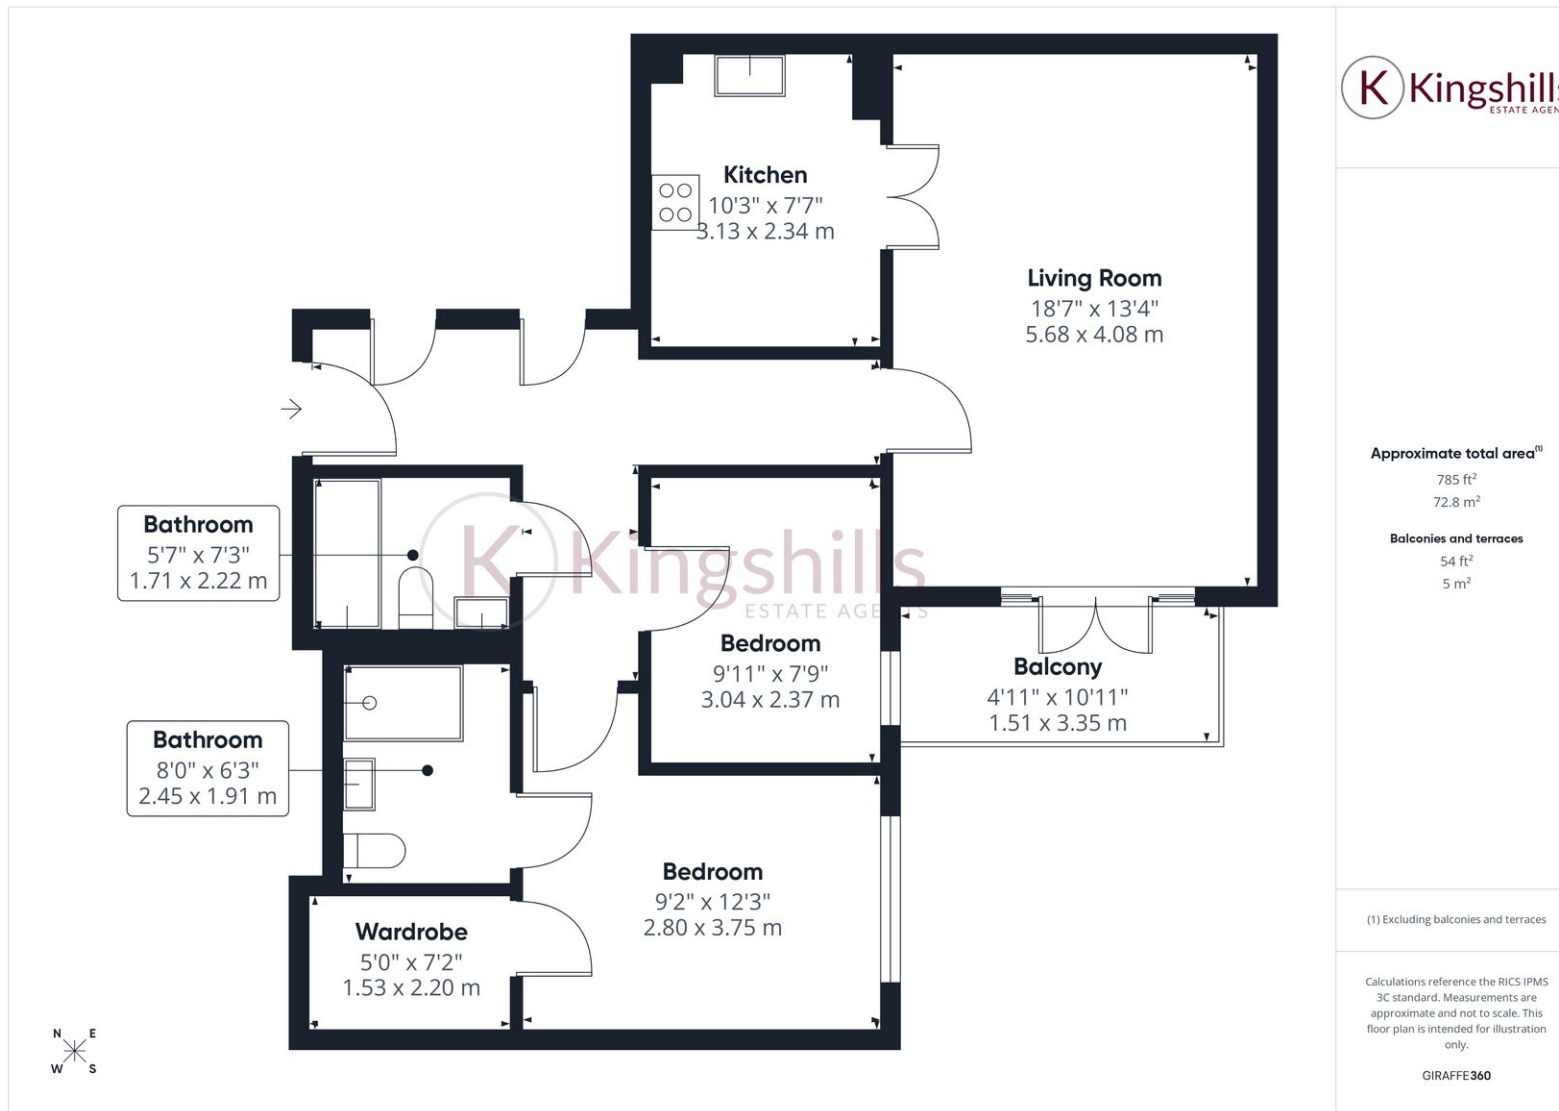 Kitchen
10'3" x 7'7"
3.13 x 2.34 m
Living Room
18'7" x 13'4"
5.68 x 4.08 m
Bathroom
5'7" x 7'3"
1.71 x 2.22 m
K Kingshills
ESTATE AGENTS
Bedroom
9'11" x 7'9"
3.04 x 2.37 m
Balcony
4'11" x 10'11"
1.51 x 3.35 m
Bathroom
8'0" x 6'3"
2.45 x 1.91 m
Bedroom
9'2" x 12'3"
2.80 x 3.75 m
Wardrobe
5'0" x 7'2"
1.53 x 2.20 m
N E
W S
K Kingshills
ESTATE AGEN
Approximate total area(1)
785 ft²
72.8 m²
Balconies and terraces
54 ft²
5 m²
(1) Excluding balconies and terraces
Calculations reference the RICS IPMS
3C standard. Measurements are
approximate and not to scale. This
floor plan is intended for illustration
only.
GIRAFFE360